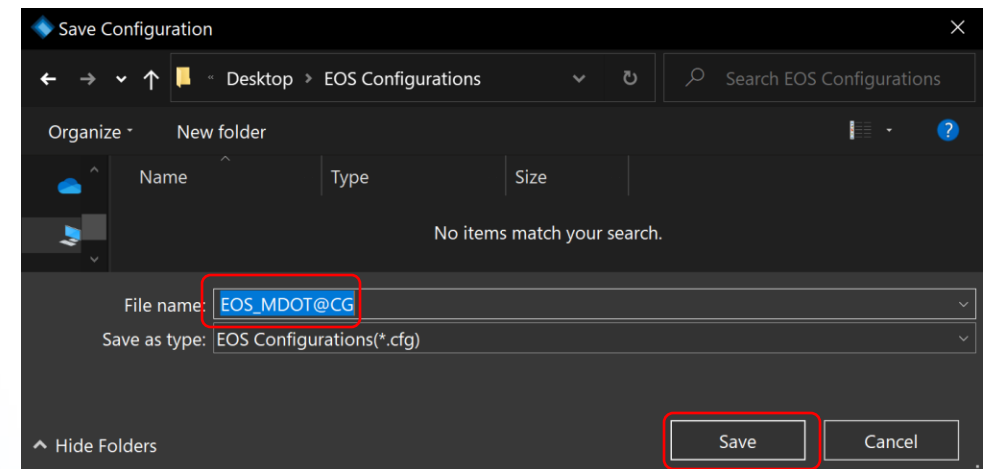 Save Configuration
« Desktop > EOS Configurations
Search EOS Configurations
Organize
New folder
?
Name
Type
Size
No items match your search.
File name: EOS_MDOT@CG
Save as type: EOS Configurations(*.cfg)
Hide Folders
Save
Cancel